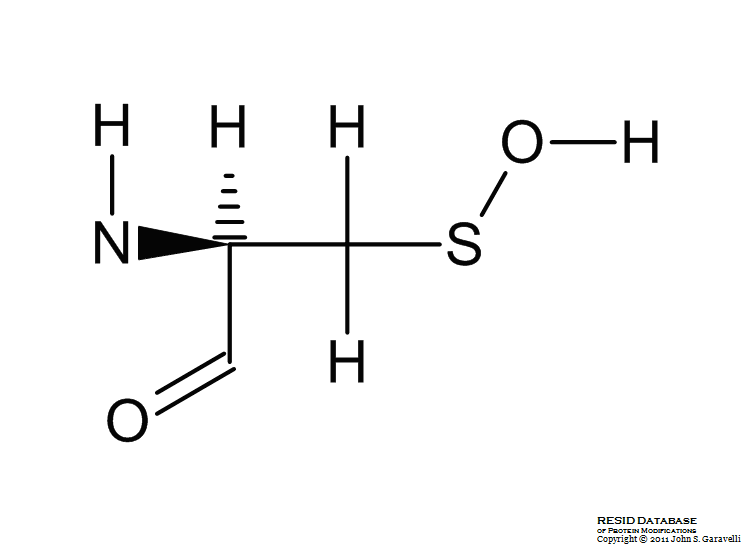 H H H O H
N S
H
O
RESID DATABASE
OF PROTEIN MODIFICATIONS
Copyright © 2011 John S. Garavelli